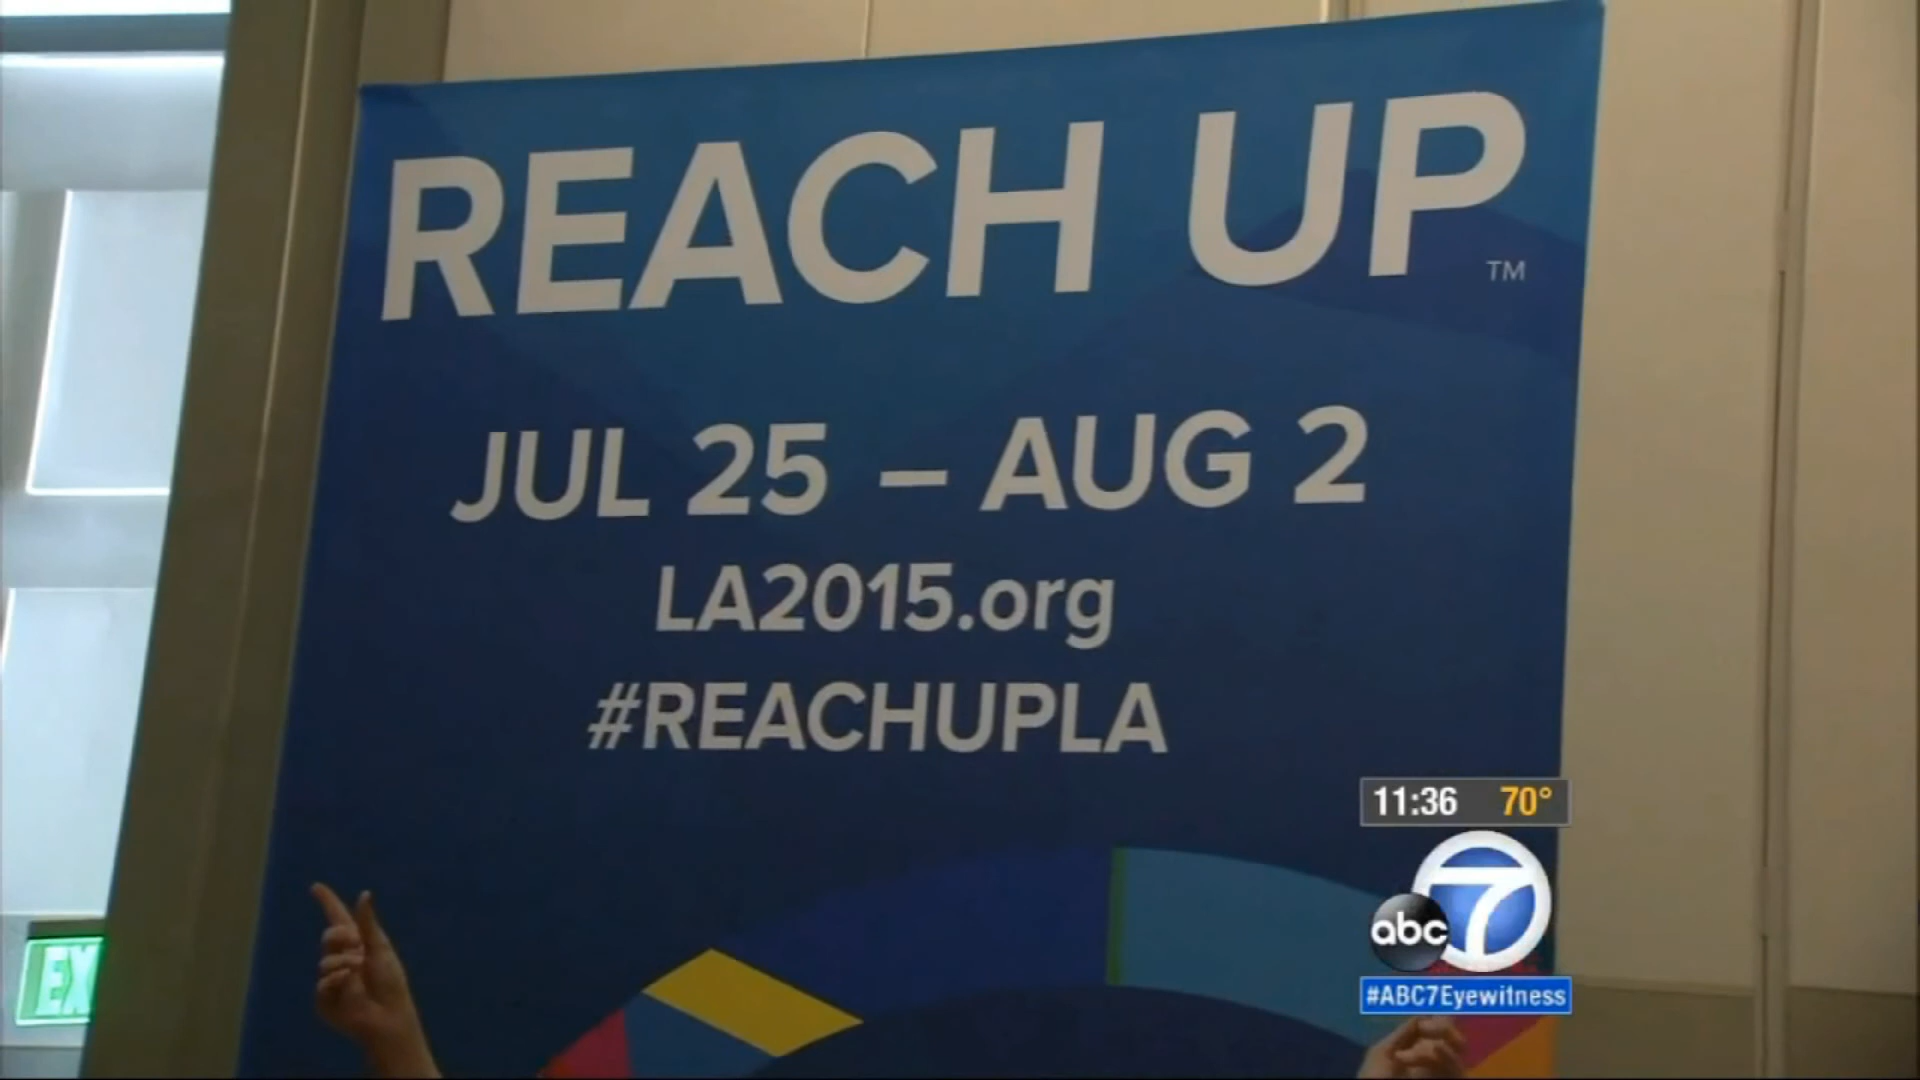 REACH UP
TM
JUL 25 – AUG 2
LA2015.org
#REACHUPLA
11:36 70°
abc 7
#ABC7Eyewitness